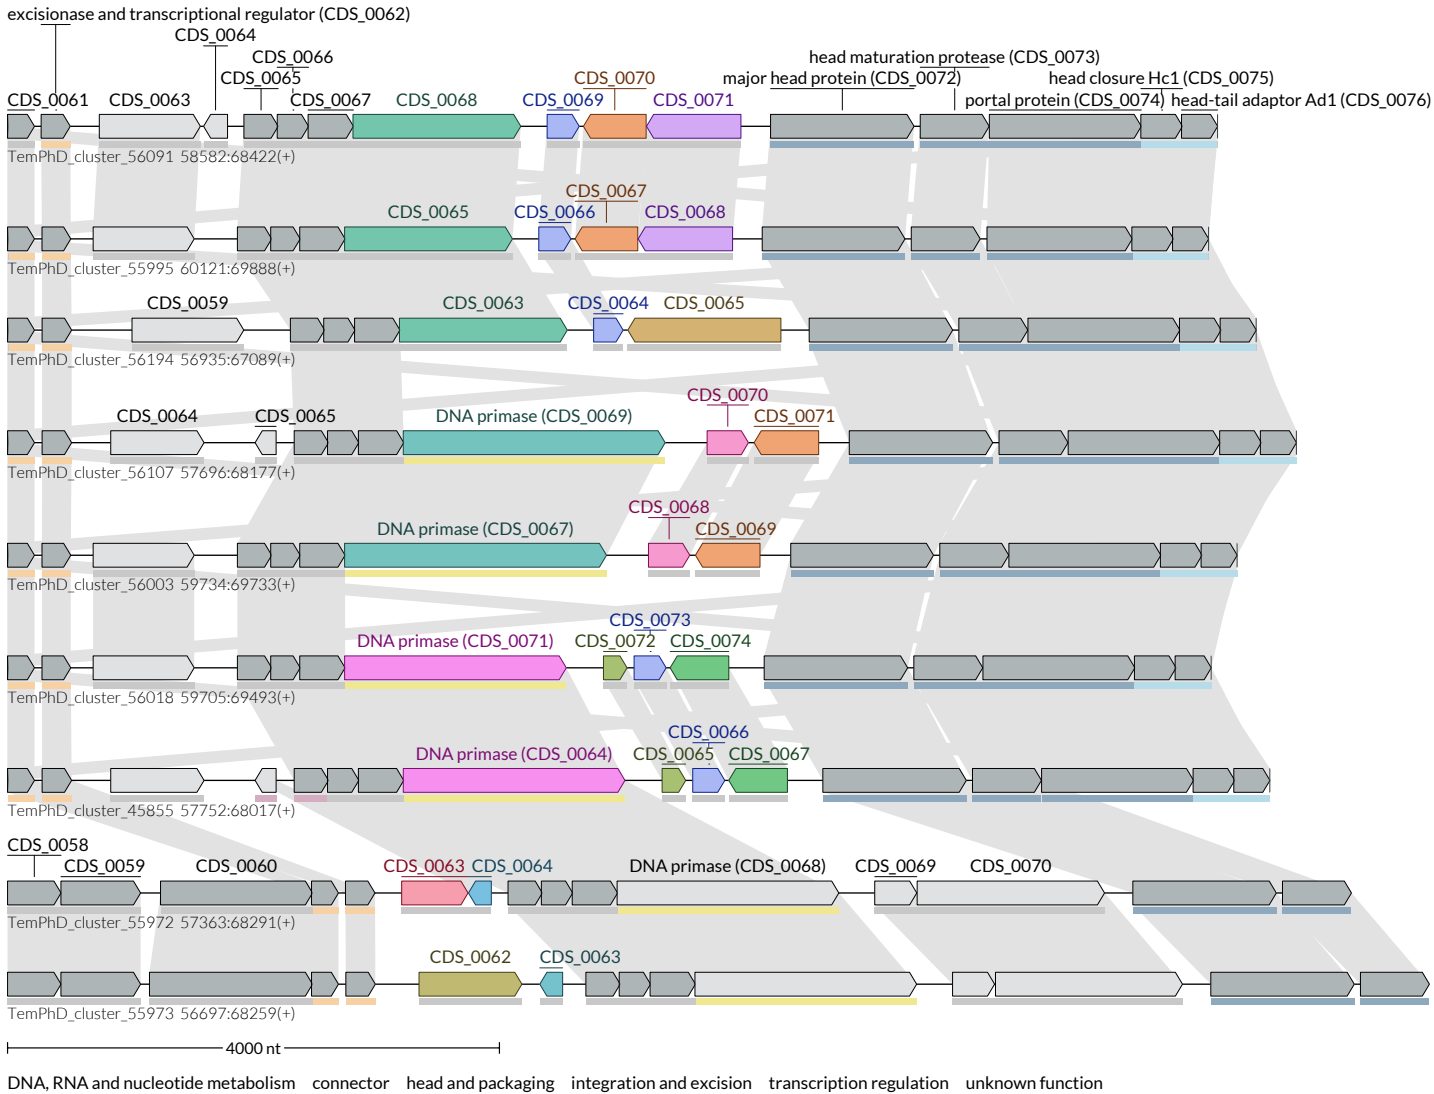 excisionase and transcriptional regulator (CDS_0062)
CDS_0064
CDS_0066
head maturation protease (CDS_0073)
CDS_0065
CDS_0070
major head protein (CDS_0072)
head closure Hc1 (CDS_0075)
CDS_0061
CDS_0063
CDS_0067
CDS_0068
CDS_0069
CDS_0071
portal protein (CDS_0074)
head-tail adaptor Ad1 (CDS_0076)
TemPhD_cluster_56091 58582:68422(+)
CDS_0067
CDS_0065
CDS_0066
CDS_0068
TemPhD_cluster_55995 60121:69888(+)
CDS_0059
CDS_0063
CDS_0064
CDS_0065
TemPhD_cluster_56194 56935:67089(+)
CDS_0070
CDS_0064
CDS_0065
DNA primase (CDS_0069)
CDS_0071
TemPhD_cluster_56107 57696:68177(+)
CDS_0068
DNA primase (CDS_0067)
CDS_0069
TemPhD_cluster_56003 59734:69733(+)
CDS_0073
DNA primase (CDS_0071)
CDS_0072
CDS_0074
TemPhD_cluster_56018 59705:69493(+)
CDS_0066
DNA primase (CDS_0064)
CDS_0065
CDS_0067
TemPhD_cluster_45855 57752:68017(+)
CDS_0058
CDS_0059
CDS_0060
CDS_0063
CDS_0064
DNA primase (CDS_0068)
CDS_0069
CDS_0070
TemPhD_cluster_55972 57363:68291(+)
CDS_0062
CDS_0063
TemPhD_cluster_55973 56697:68259(+)
4000 nt
DNA, RNA and nucleotide metabolism connector head and packaging integration and excision transcription regulation unknown function